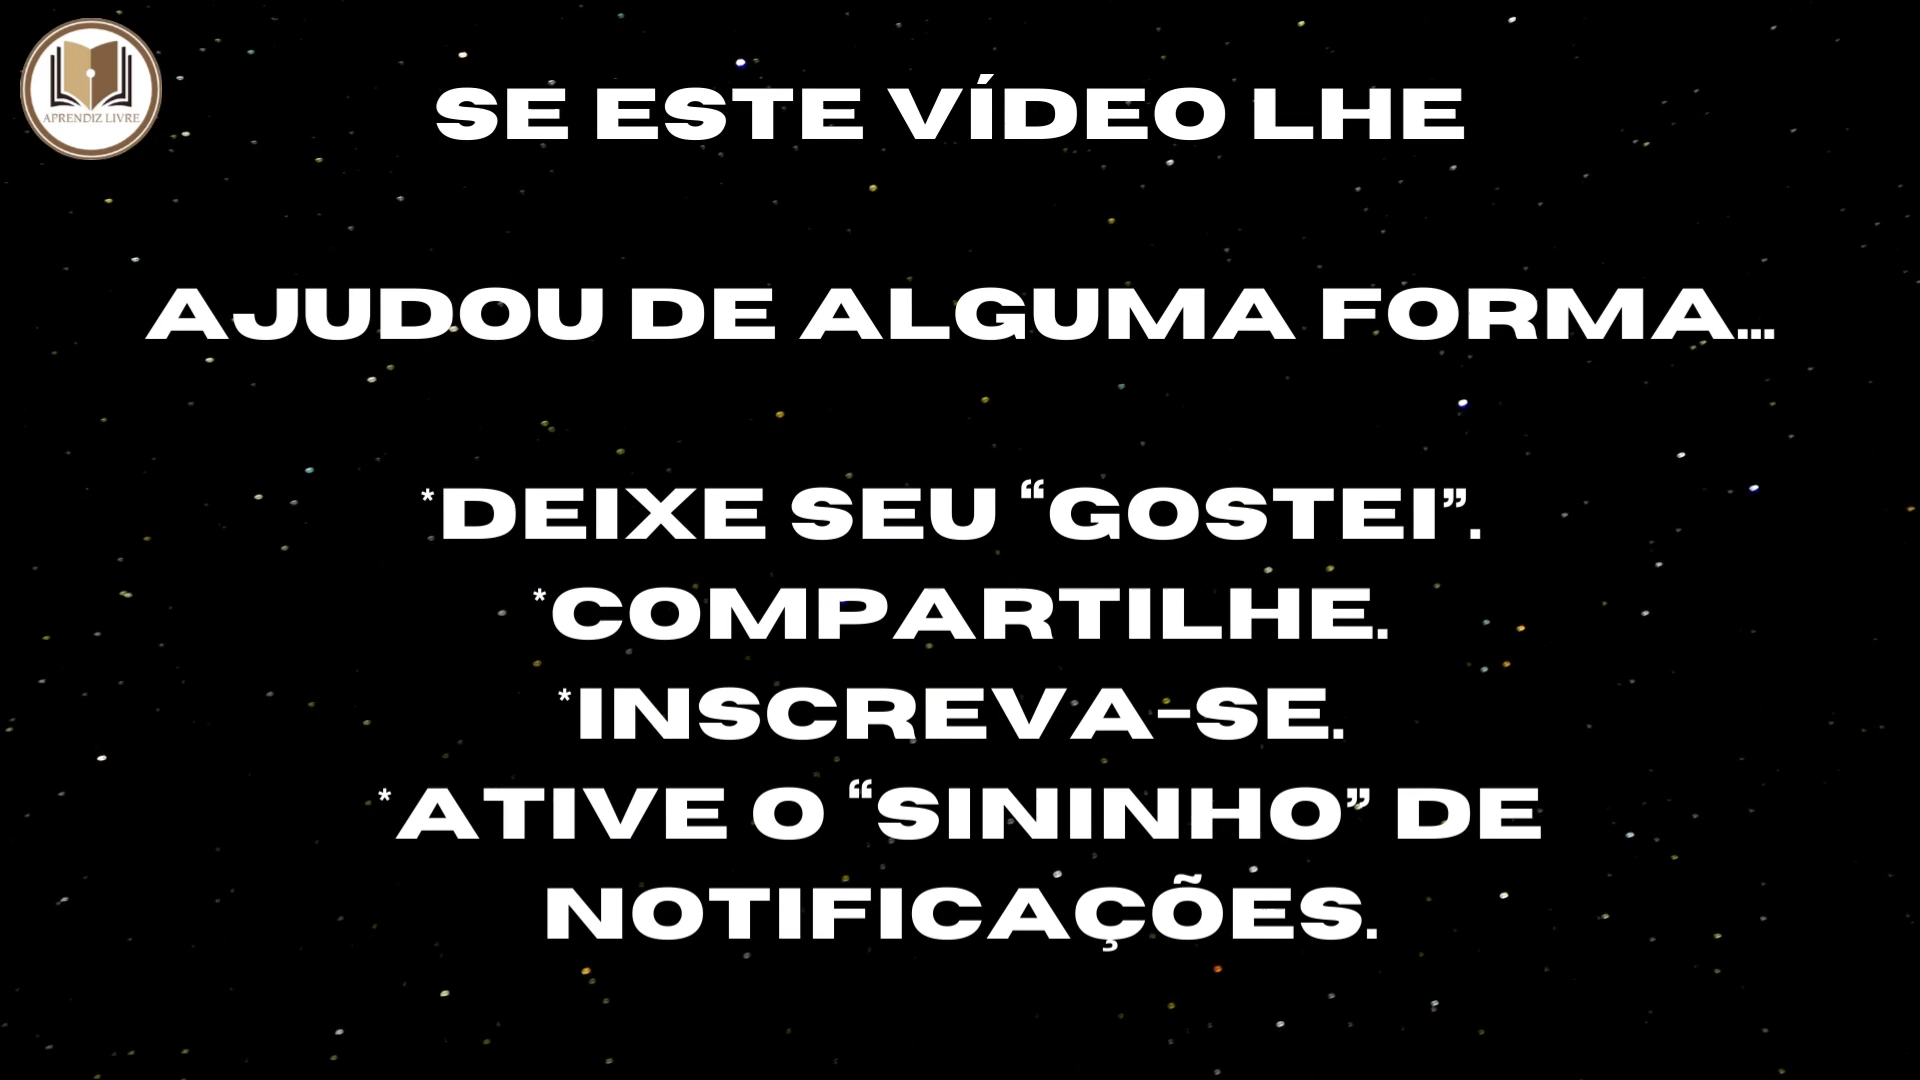 APRENDIZ LIVRE
SE ESTE VÍDEO LHE
AJUDOU DE ALGUMA FORMA...
*DEIXE SEU “GOSTEI”.
*COMPARTILHE.
*INSCREVA-SE.
*ATIVE O “SININHO” DE
NOTIFICAÇÕES.